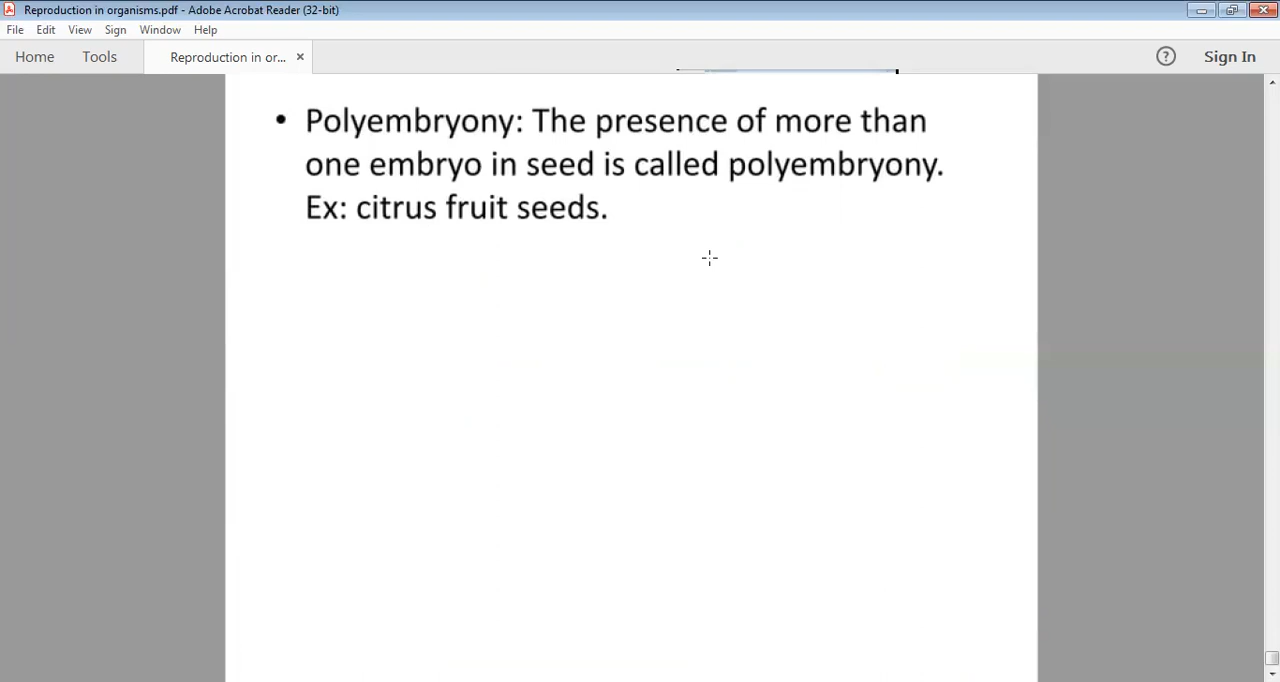 Reproduction in organisms.pdf - Adobe Acrobat Reader (32-bit)
File Edit View Sign Window Help
Home Tools Reproduction in or... × ? Sign In
• Polyembryony: The presence of more than
one embryo in seed is called polyembryony.
Ex: citrus fruit seeds.